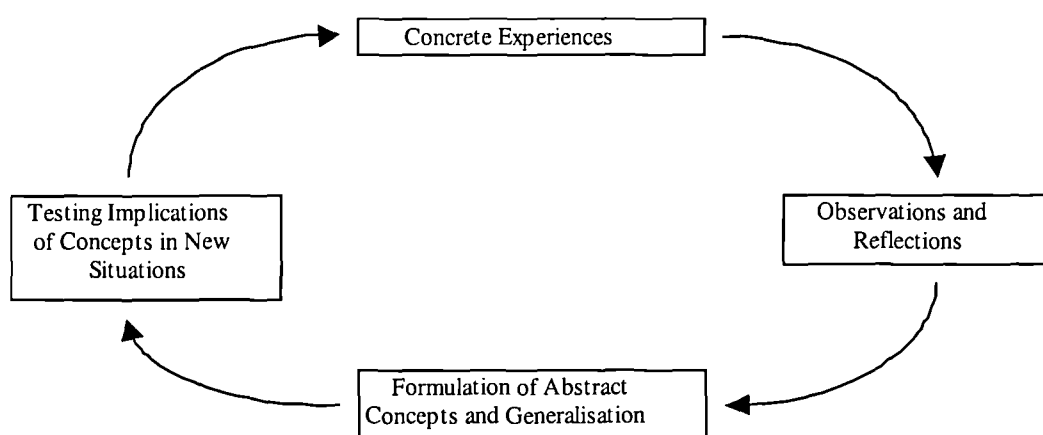 Concrete Experiences
Testing Implications
of Concepts in New
Situations
Observations and
Reflections
Formulation of Abstract
Concepts and Generalisation